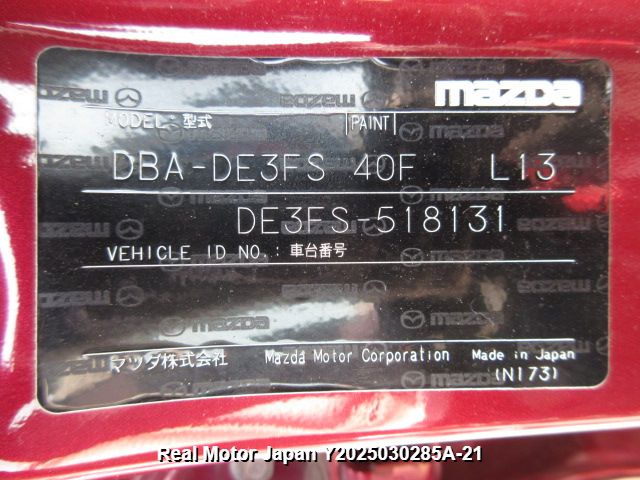 mazda
MODEL:型式 PAINT
DBA-DE3FS 40F L13
DE3FS-518131
VEHICLE ID NO.:車台番号
マツダ株式会社 Mazda Motor Corporation Made in Japan
(N173)
Real Motor Japan Y2025030285A-21